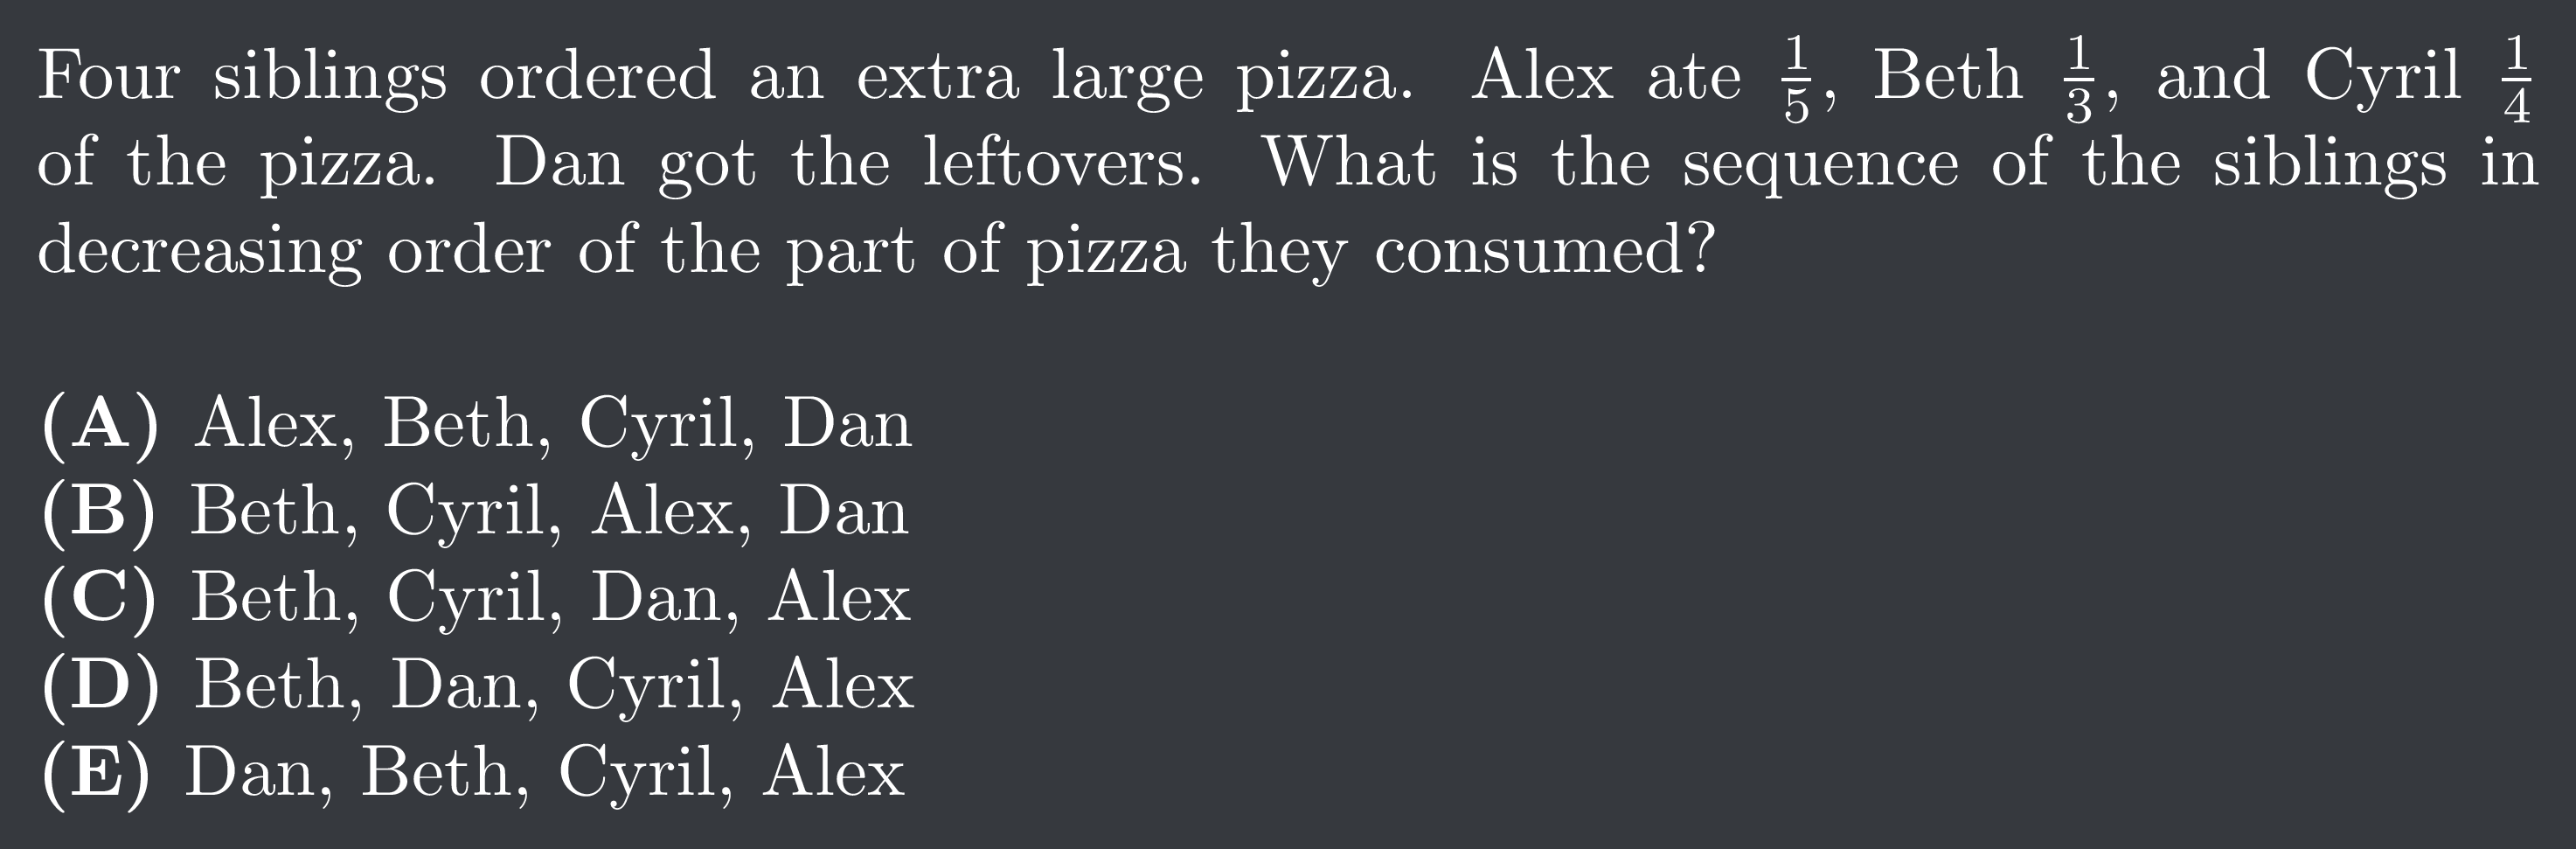 Four siblings ordered an extra large pizza. Alex ate 1/5, Beth 1/3, and Cyril 1/4
of the pizza. Dan got the leftovers. What is the sequence of the siblings in
decreasing order of the part of pizza they consumed?
(A) Alex, Beth, Cyril, Dan
(B) Beth, Cyril, Alex, Dan
(C) Beth, Cyril, Dan, Alex
(D) Beth, Dan, Cyril, Alex
(E) Dan, Beth, Cyril, Alex